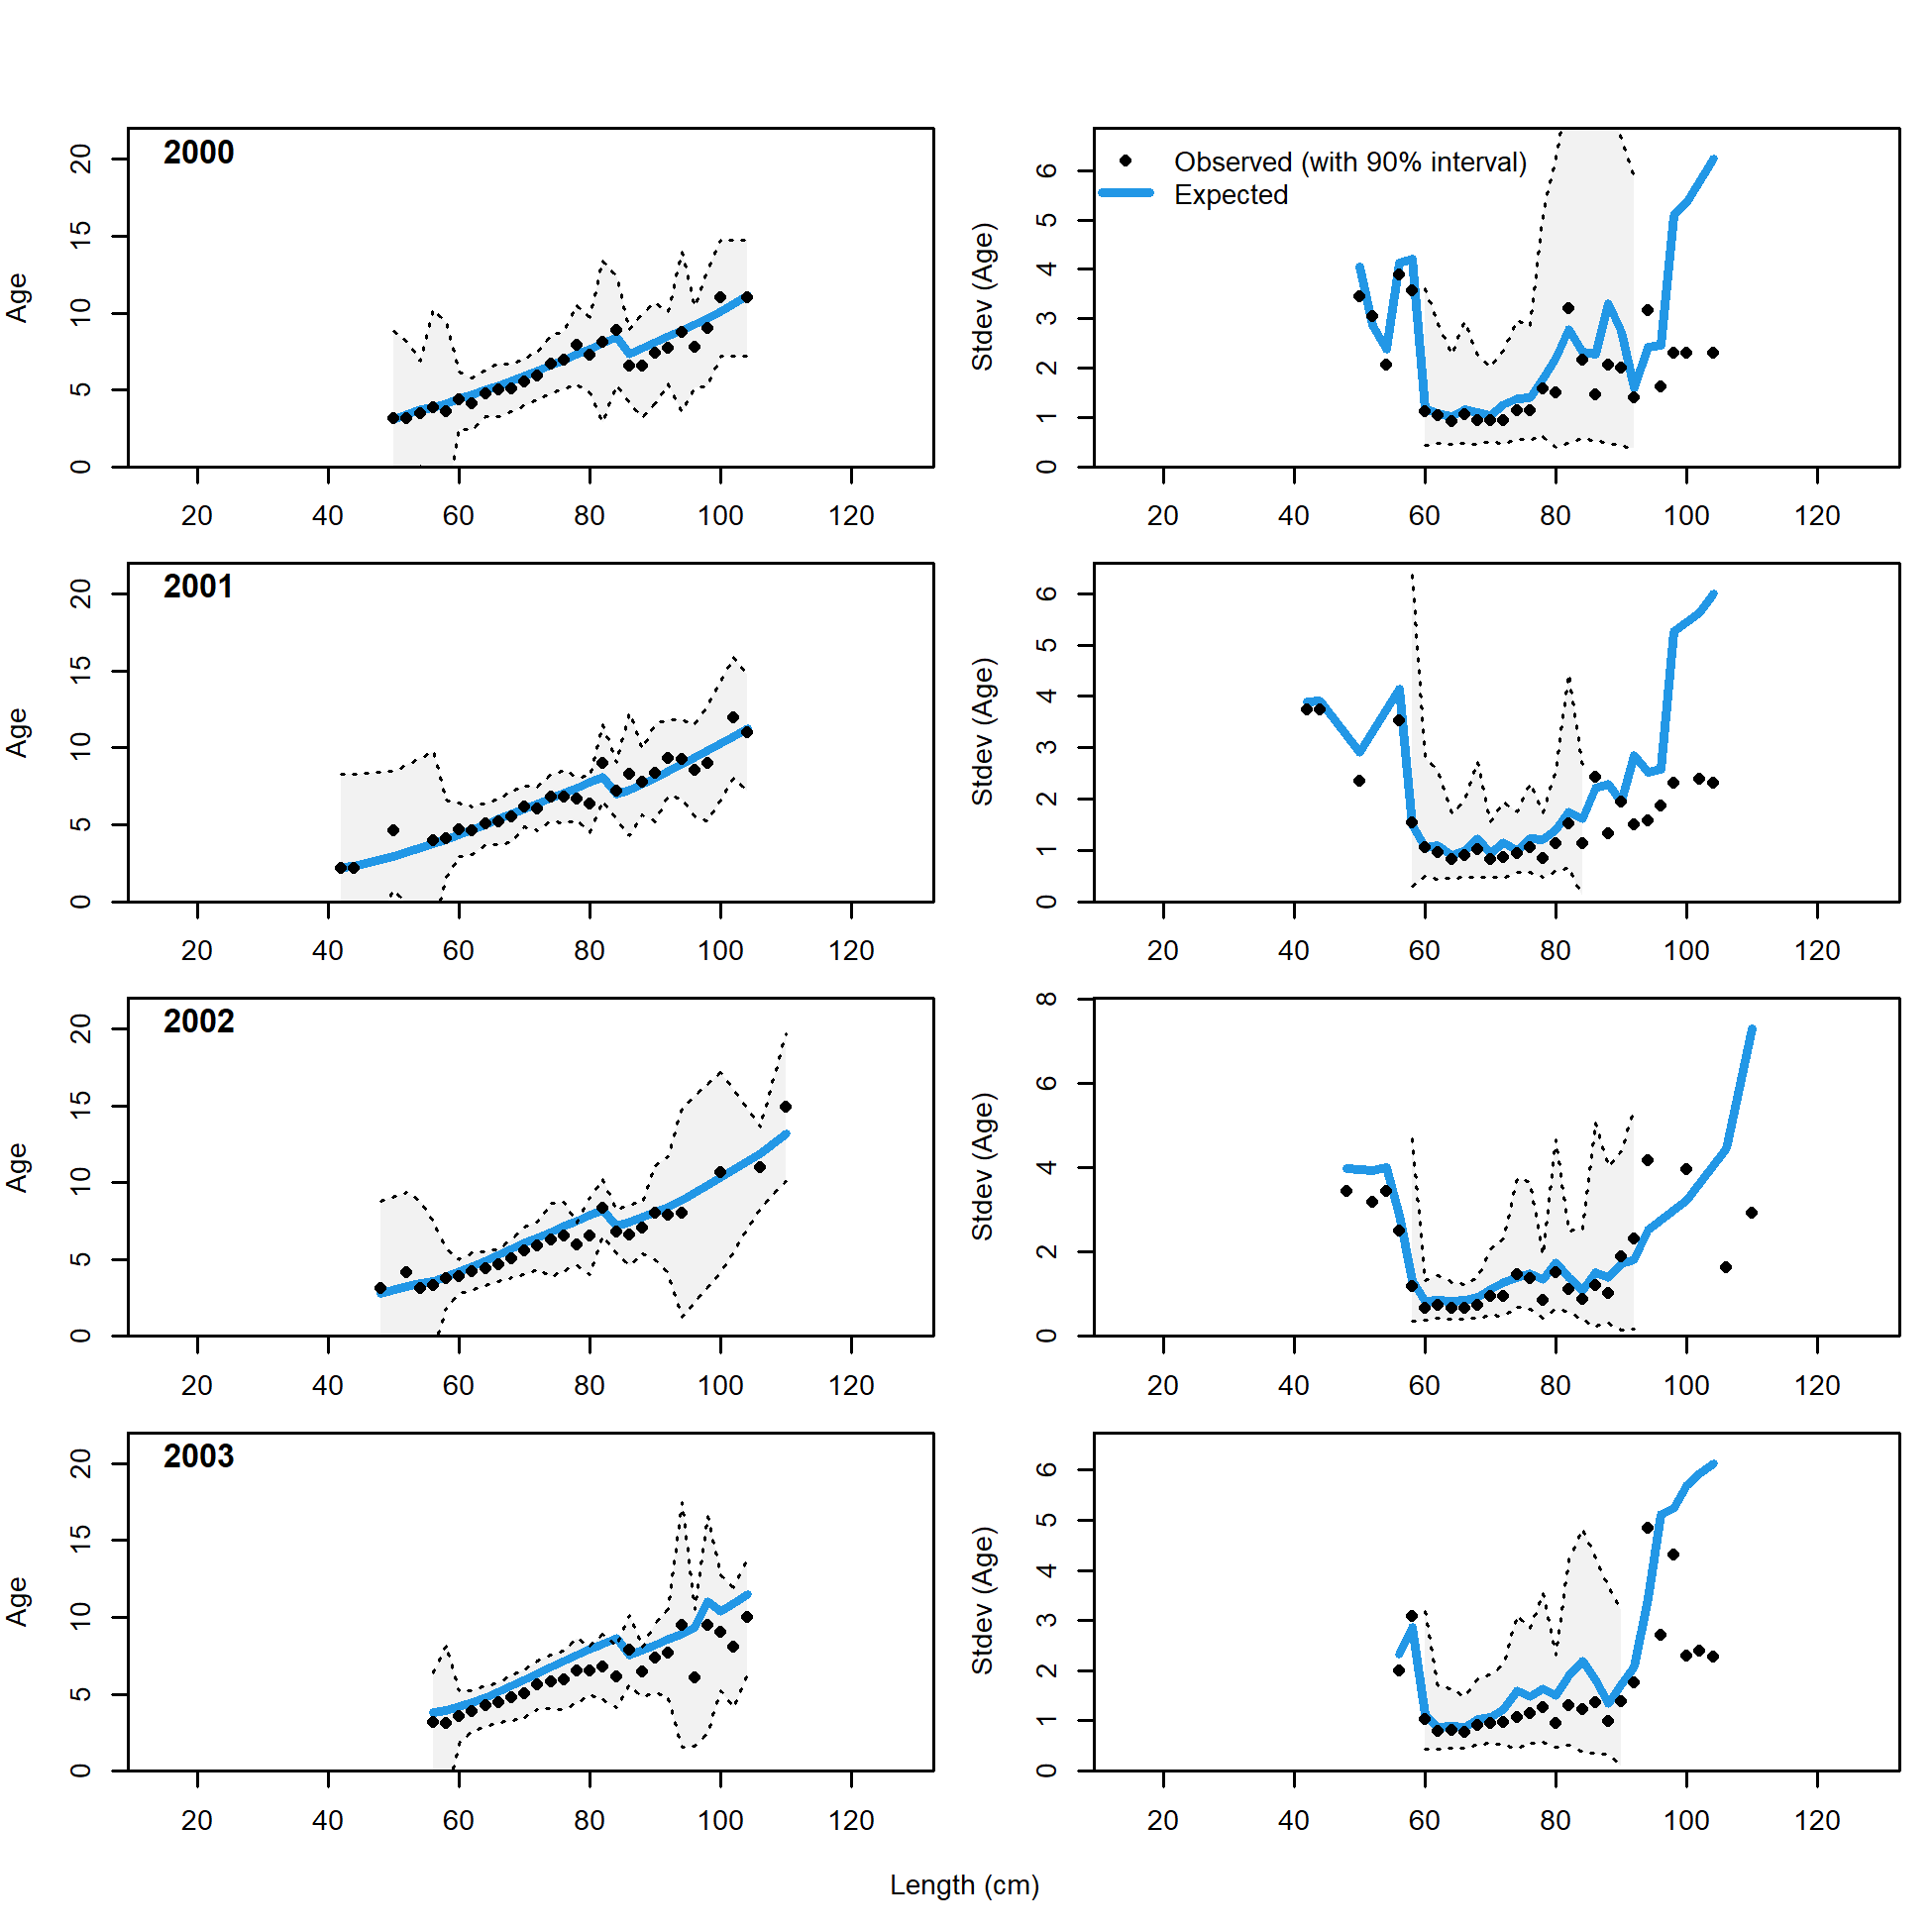 2000
Age
0 5 10 15 20
20 40 60 80 100 120
Observed (with 90% interval)
Expected
Stdev (Age)
0 1 2 3 4 5 6
20 40 60 80 100 120
2001
Age
0 5 10 15 20
20 40 60 80 100 120
Stdev (Age)
0 1 2 3 4 5 6
20 40 60 80 100 120
2002
Age
0 5 10 15 20
20 40 60 80 100 120
Stdev (Age)
0 2 4 6 8
20 40 60 80 100 120
2003
Age
0 5 10 15 20
20 40 60 80 100 120
Stdev (Age)
0 1 2 3 4 5 6
20 40 60 80 100 120
Length (cm)